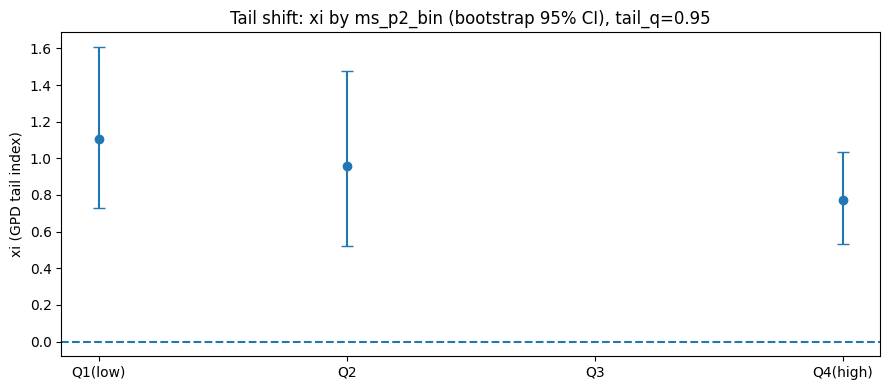 Tail shift: xi by ms_p2_bin (bootstrap 95% CI), tail_q=0.95
xi (GPD tail index)
1.6
1.4
1.2
1.0
0.8
0.6
0.4
0.2
0.0
Q1(low)
Q2
Q3
Q4(high)